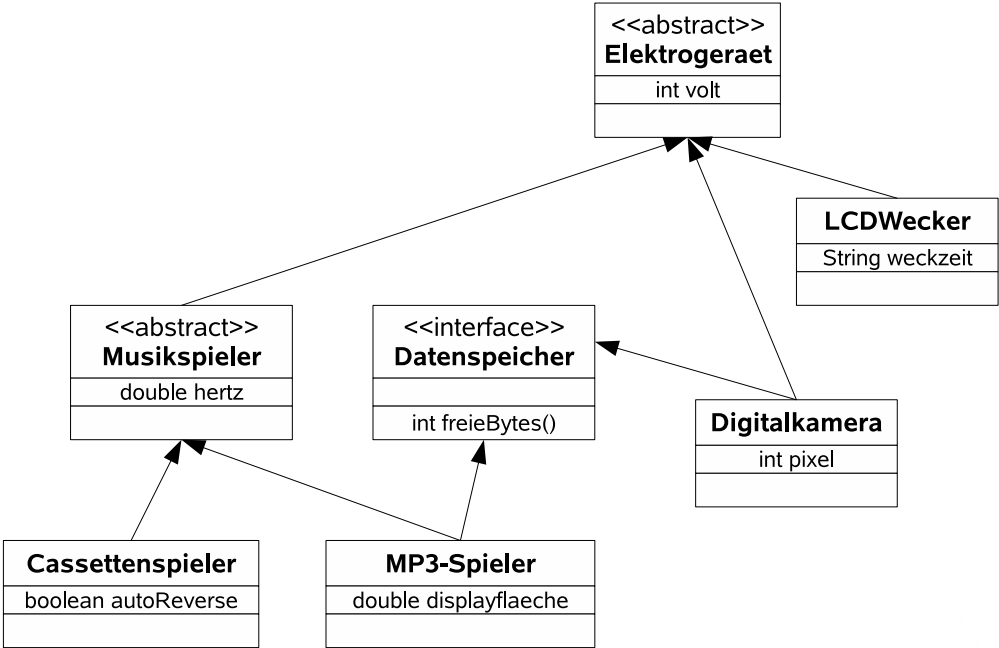 <<abstract>>
Elektrogeraet
int volt
LCDWecker
String weckzeit
<<abstract>>
Musikspieler
double hertz
<<interface>>
Datenspeicher
int freieBytes()
Digitalkamera
int pixel
Cassettenspieler
boolean autoReverse
MP3-Spieler
double displayflaeche